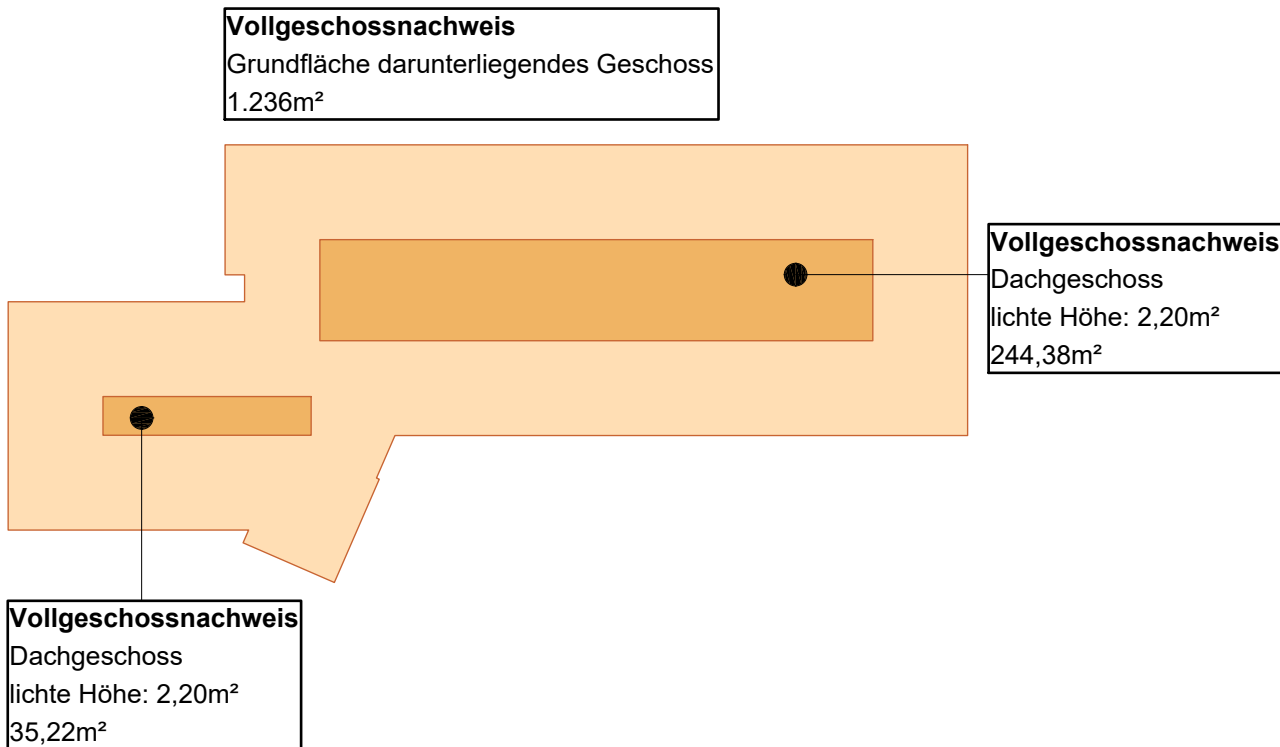 Vollgeschossnachweis
Grundfläche darunterliegendes Geschoss
1.236m²
Vollgeschossnachweis
Dachgeschoss
lichte Höhe: 2,20m²
244,38m²
Vollgeschossnachweis
Dachgeschoss
lichte Höhe: 2,20m²
35,22m²